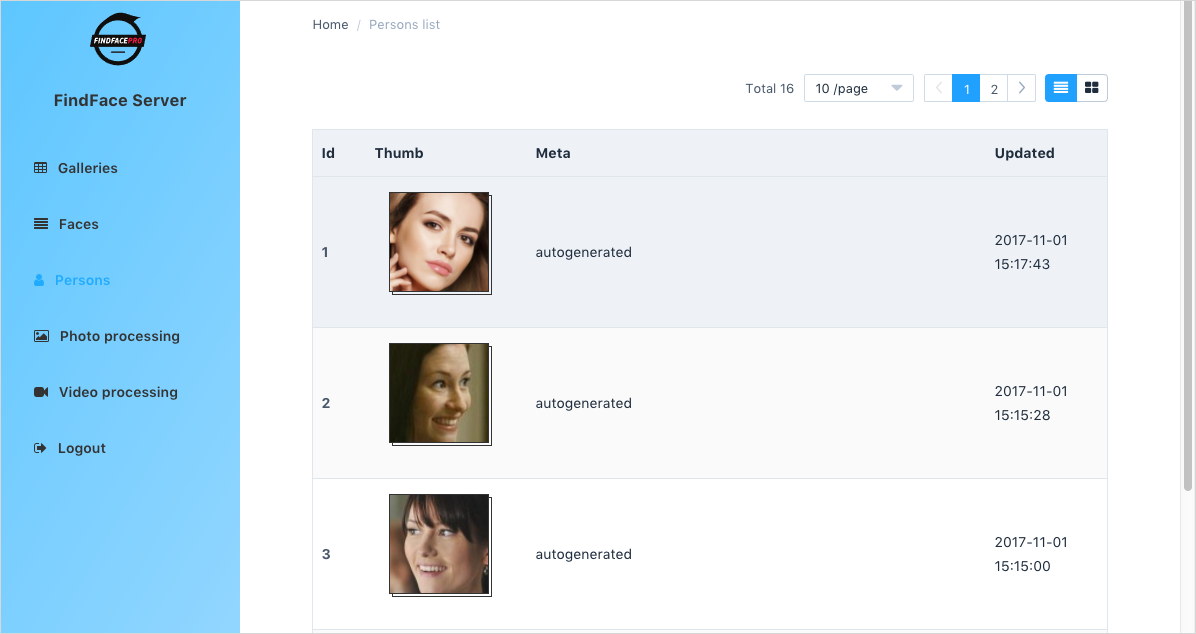 FINDFACEPRO
FindFace Server
Galleries
Faces
Persons
Photo processing
Video processing
Logout
Home / Persons list
Total 16
10 /page
1
2
Id Thumb Meta Updated
1 autogenerated 2017-11-01
15:17:43
2 autogenerated 2017-11-01
15:15:28
3 autogenerated 2017-11-01
15:15:00